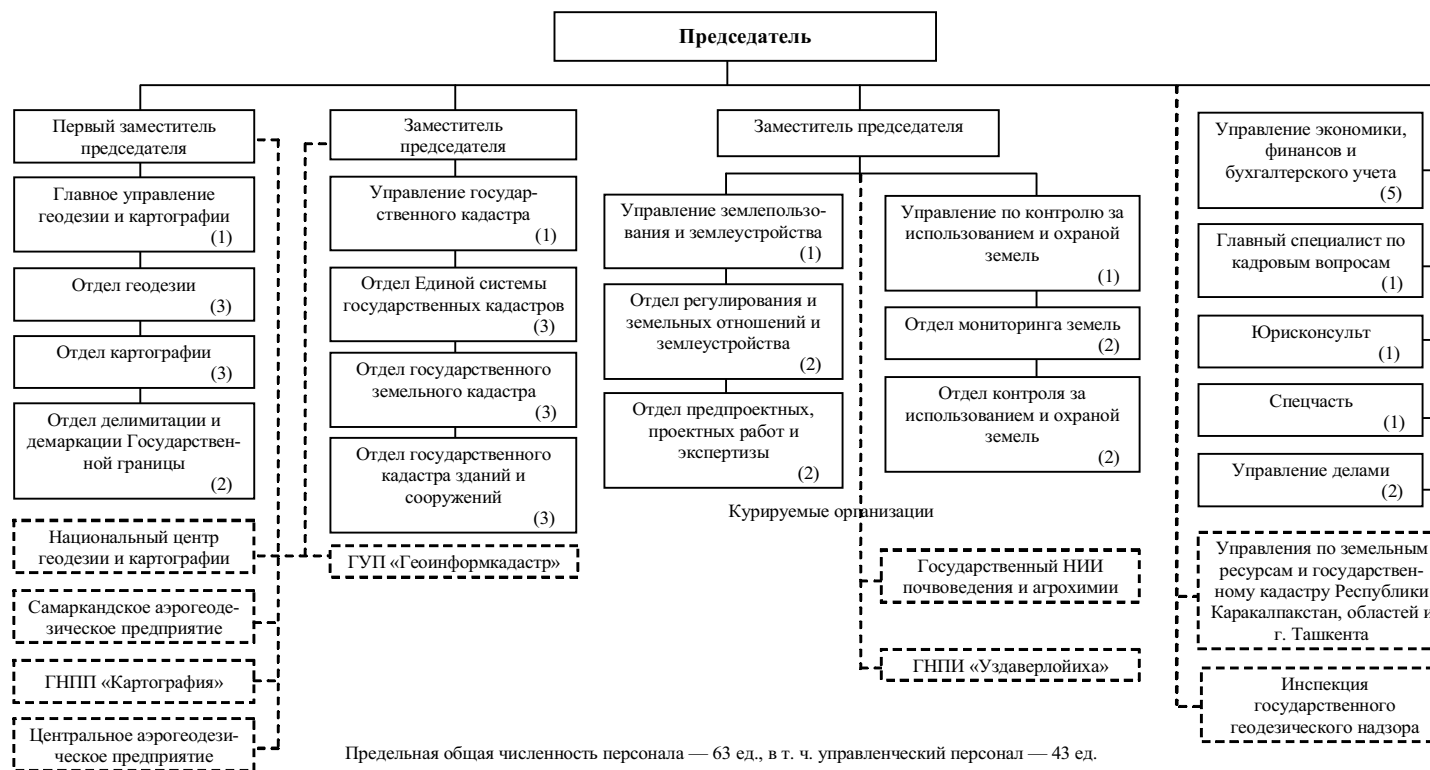 Председатель
Первый заместитель
председателя
Главное управление
геодезии и картографии
(1)
Отдел геодезии
(3)
Отдел картографии
(3)
Отдел делимитации и
демаркации Государствен-
ной границы
(2)
Национальный центр
геодезии и картографии
Самаркандское аэрогеоде-
зическое предприятие
ГНПП «Картография»
Центральное аэрогеодези-
ческое предприятие
Заместитель
председателя
Управление государ-
ственного кадастра
(1)
Отдел Единой системы
государственных кадастров
(3)
Отдел государственного
земельного кадастра
(3)
Отдел государственного
кадастра зданий и
сооружений
(3)
ГУП «Геоинформкадастр»
Заместитель председателя
Управление землепользо-
вания и землеустройства
(1)
Отдел регулирования и
земельных отношений и
землеустройства
(2)
Отдел предпроектных,
проектных работ и
экспертизы
(2)
Управление по контролю за
использованием и охраной
земель
(1)
Отдел мониторинга земель
(2)
Отдел контроля за
использованием и охраной
земель
(2)
Курируемые организации
Государственный НИИ
почвоведения и агрохимии
ГНПИ «Уздаверлойиха»
Управление экономики,
финансов и
бухгалтерского учета
(5)
Главный специалист по
кадровым вопросам
(1)
Юрисконсульт
(1)
Спецчасть
(1)
Управление делами
(2)
Управления по земельным
ресурсам и государствен-
ному кадастру Республики
Каракалпакстан, областей и
г. Ташкента
Инспекция
государственного
геодезического надзора
Предельная общая численность персонала — 63 ед., в т. ч. управленческий персонал — 43 ед.